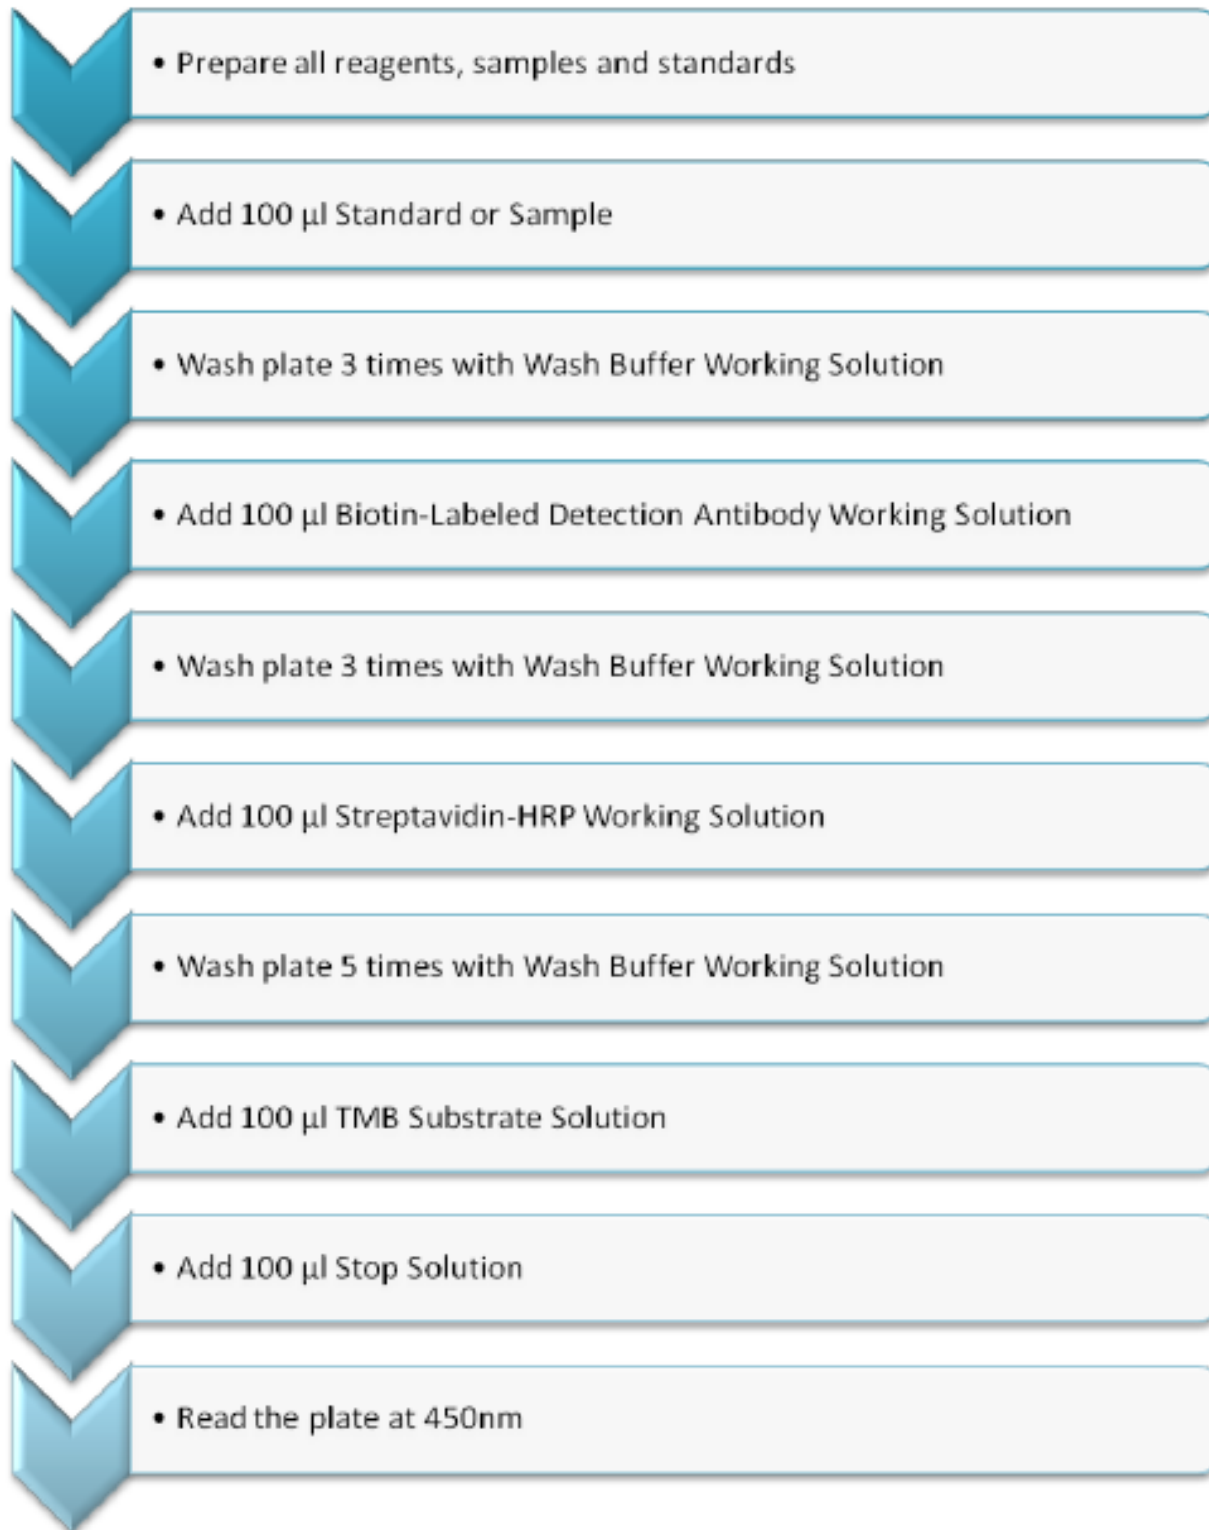 • Prepare all reagents, samples and standards
• Add 100 µl Standard or Sample
• Wash plate 3 times with Wash Buffer Working Solution
• Add 100 µl Biotin-Labeled Detection Antibody Working Solution
• Wash plate 3 times with Wash Buffer Working Solution
• Add 100 µl Streptavidin-HRP Working Solution
• Wash plate 5 times with Wash Buffer Working Solution
• Add 100 µl TMB Substrate Solution
• Add 100 µl Stop Solution
• Read the plate at 450nm